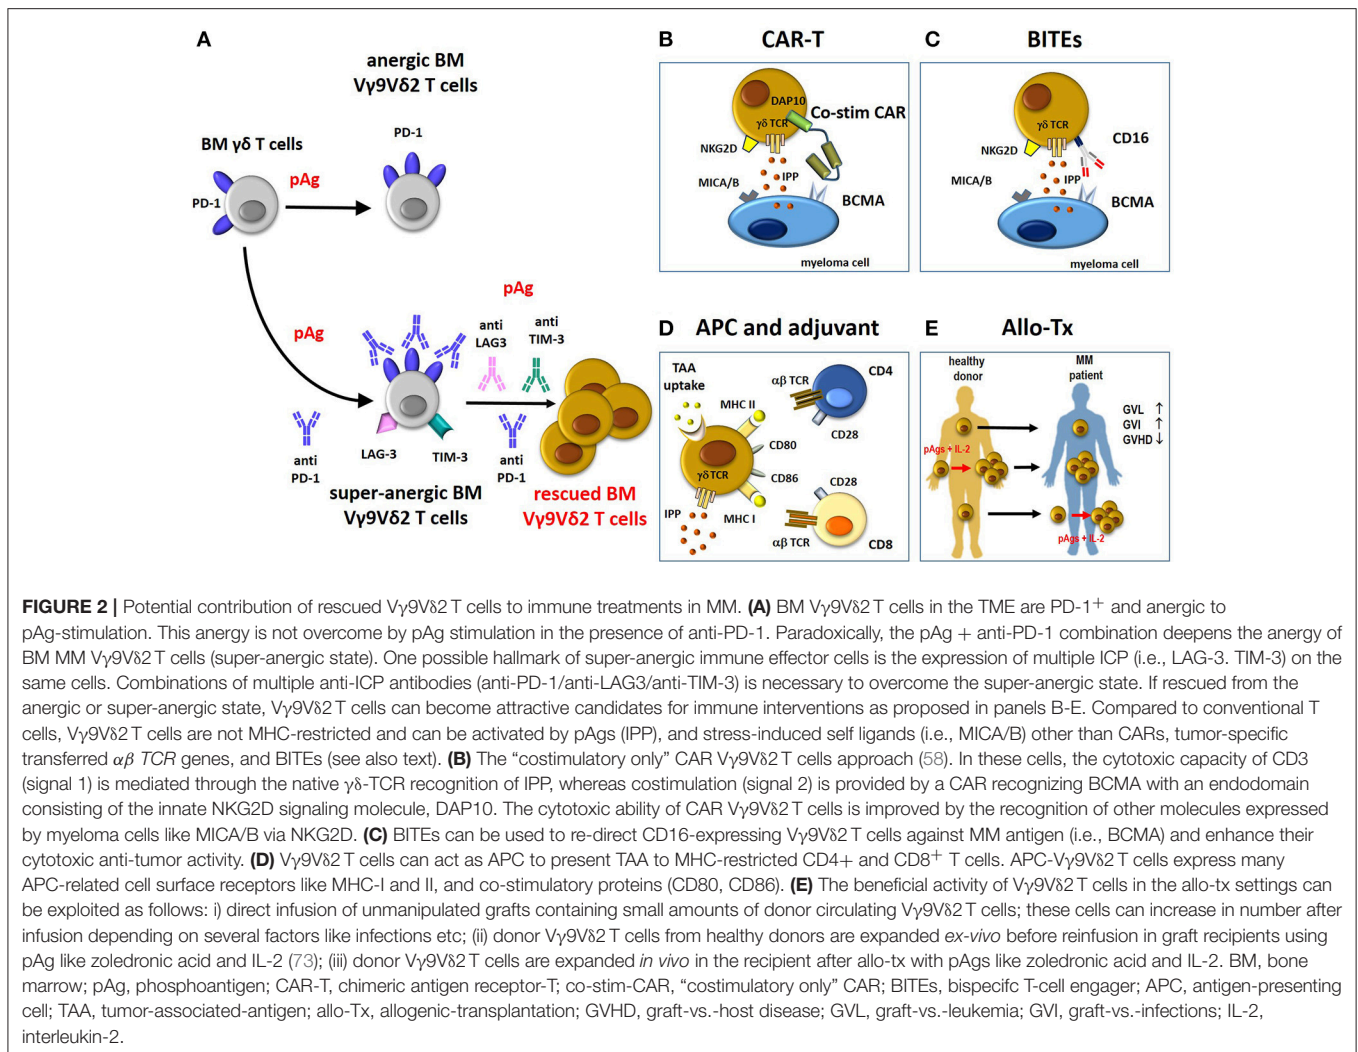 A
anergic BM
Vγ9Vδ2 T cells
PD-1
BM γδ T cells
pAg
PD-1
pAg
pAg
anti
LAG3
anti
TIM-3
LAG-3
TIM-3
anti
PD-1
anti
PD-1
super-anergic BM
Vγ9Vδ2 T cells
rescued BM
Vγ9Vδ2 T cells
B
CAR-T
DAP10
Co-stim CAR
γδ TCR
NKG2D
IPP
MICA/B
BCMA
myeloma cell
C
BITEs
γδ TCR
CD16
NKG2D
IPP
MICA/B
BCMA
myeloma cell
D
APC and adjuvant
TAA
uptake
αβ TCR
CD4
MHC II
CD28
CD80
γδ TCR
CD86
CD28
IPP
MHC I
αβ TCR
CD8
E
Allo-Tx
healthy
donor
MM
patient
GVL ↑
GVI ↑
GVHD ↓
pAgs + IL-2
pAgs + IL-2
FIGURE 2 | Potential contribution of rescued Vγ9Vδ2 T cells to immune treatments in MM. (A) BM Vγ9Vδ2 T cells in the TME are PD-1+ and anergic to
pAg-stimulation. This anergy is not overcome by pAg stimulation in the presence of anti-PD-1. Paradoxically, the pAg + anti-PD-1 combination deepens the anergy of
BM MM Vγ9Vδ2 T cells (super-anergic state). One possible hallmark of super-anergic immune effector cells is the expression of multiple ICP (i.e., LAG-3. TIM-3) on the
same cells. Combinations of multiple anti-ICP antibodies (anti-PD-1/anti-LAG3/anti-TIM-3) is necessary to overcome the super-anergic state. If rescued from the
anergic or super-anergic state, Vγ9Vδ2 T cells can become attractive candidates for immune interventions as proposed in panels B-E. Compared to conventional T
cells, Vγ9Vδ2 T cells are not MHC-restricted and can be activated by pAgs (IPP), and stress-induced self ligands (i.e., MICA/B) other than CARs, tumor-specific
transferred αβ TCR genes, and BITEs (see also text). (B) The “costimulatory only” CAR Vγ9Vδ2 T cells approach (58). In these cells, the cytotoxic capacity of CD3
(signal 1) is mediated through the native γδ-TCR recognition of IPP, whereas costimulation (signal 2) is provided by a CAR recognizing BCMA with an endodomain
consisting of the innate NKG2D signaling molecule, DAP10. The cytotoxic ability of CAR Vγ9Vδ2 T cells is improved by the recognition of other molecules expressed
by myeloma cells like MICA/B via NKG2D. (C) BITEs can be used to re-direct CD16-expressing Vγ9Vδ2 T cells against MM antigen (i.e., BCMA) and enhance their
cytotoxic anti-tumor activity. (D) Vγ9Vδ2 T cells can act as APC to present TAA to MHC-restricted CD4+ and CD8+ T cells. APC-Vγ9Vδ2 T cells express many
APC-related cell surface receptors like MHC-I and II, and co-stimulatory proteins (CD80, CD86). (E) The beneficial activity of Vγ9Vδ2 T cells in the allo-tx settings can
be exploited as follows: i) direct infusion of unmanipulated grafts containing small amounts of donor circulating Vγ9Vδ2 T cells; these cells can increase in number after
infusion depending on several factors like infections etc; (ii) donor Vγ9Vδ2 T cells from healthy donors are expanded ex-vivo before reinfusion in graft recipients using
pAg like zoledronic acid and IL-2 (73); (iii) donor Vγ9Vδ2 T cells are expanded in vivo in the recipient after allo-tx with pAgs like zoledronic acid and IL-2. BM, bone
marrow; pAg, phosphoantigen; CAR-T, chimeric antigen receptor-T; co-stim-CAR, “costimulatory only” CAR; BITEs, bispecifc T-cell engager; APC, antigen-presenting
cell; TAA, tumor-associated-antigen; allo-Tx, allogenic-transplantation; GVHD, graft-vs.-host disease; GVL, graft-vs.-leukemia; GVI, graft-vs.-infections; IL-2,
interleukin-2.